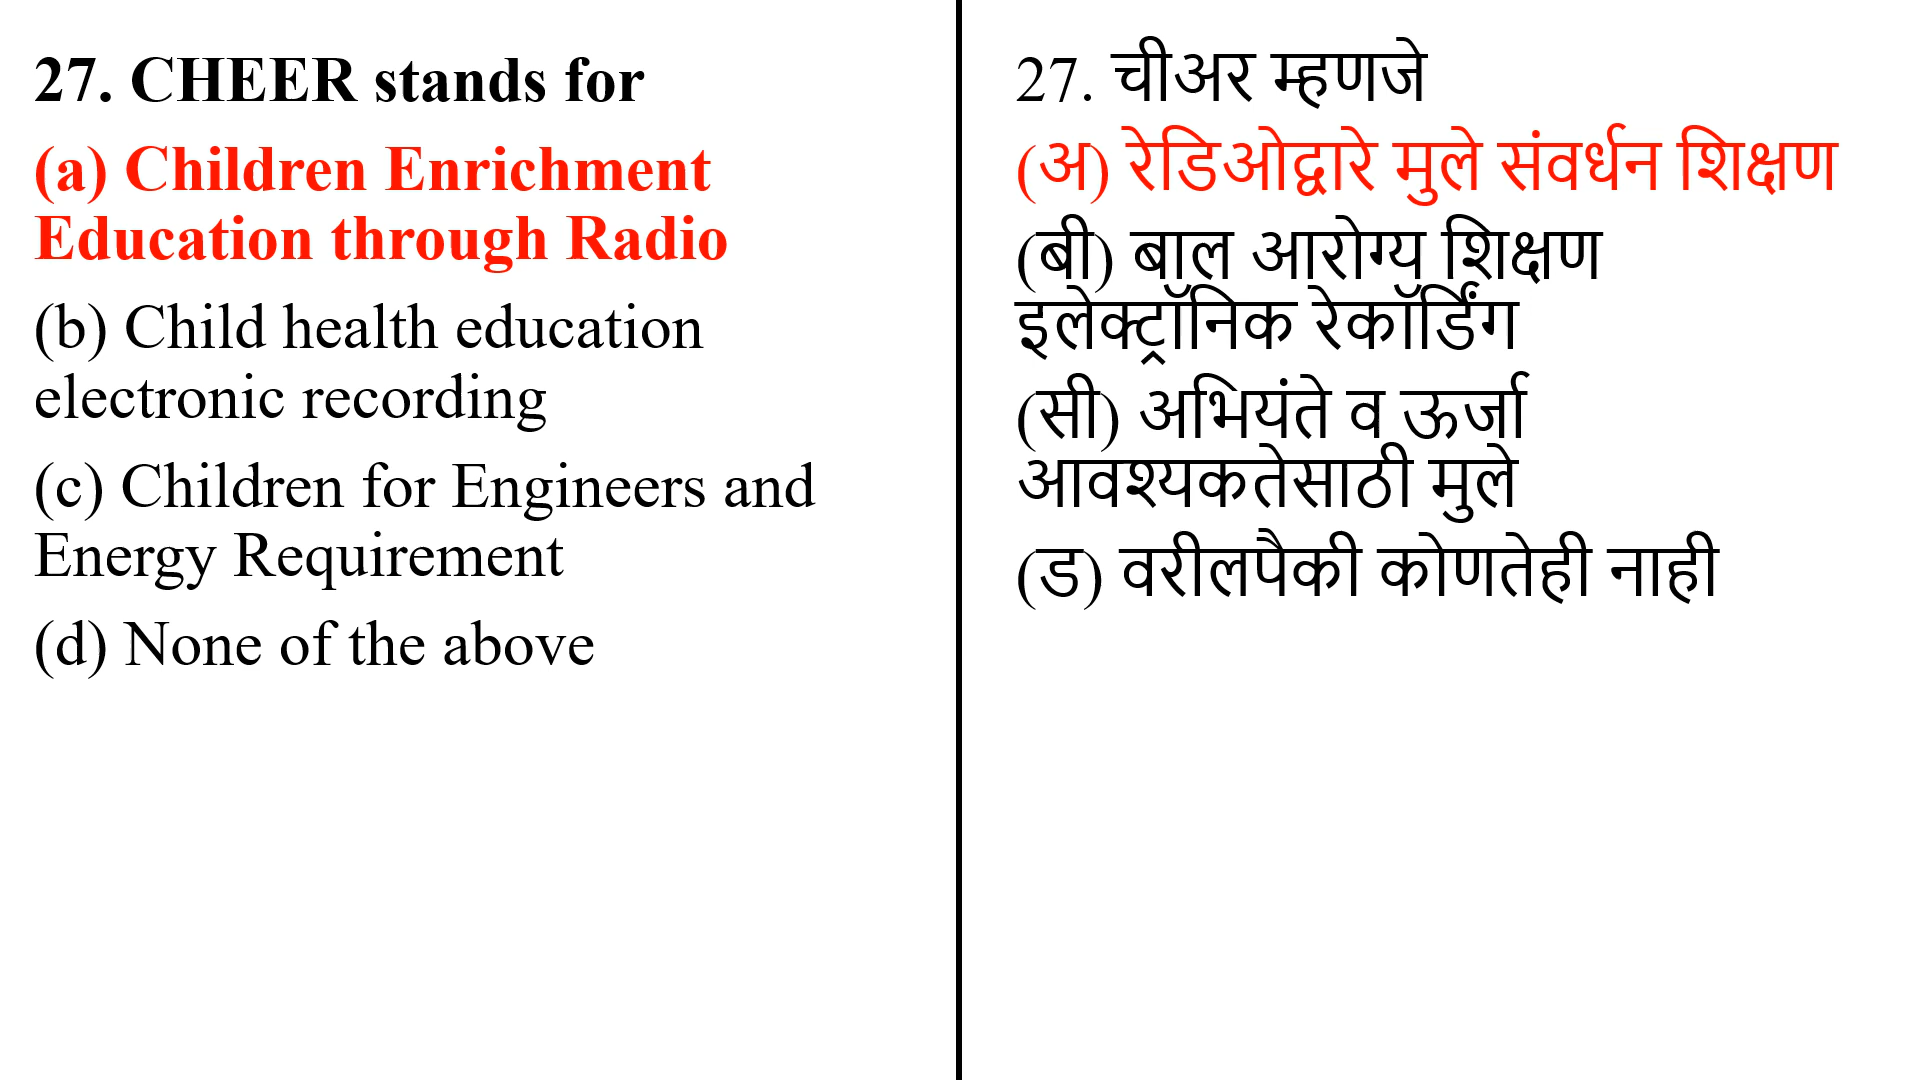 27. CHEER stands for
(a) Children Enrichment
Education through Radio
(b) Child health education
electronic recording
(c) Children for Engineers and
Energy Requirement
(d) None of the above
27. चीअर म्हणजे
(अ) रेडिओद्वारे मुले संवर्धन शिक्षण
(बी) बाल आरोग्य शिक्षण
इलेक्ट्रॉनिक रेकॉर्डिंग
(सी) अभियंते व ऊर्जा
आवश्यकतेसाठी मुले
(ड) वरीलपैकी कोणतेही नाही